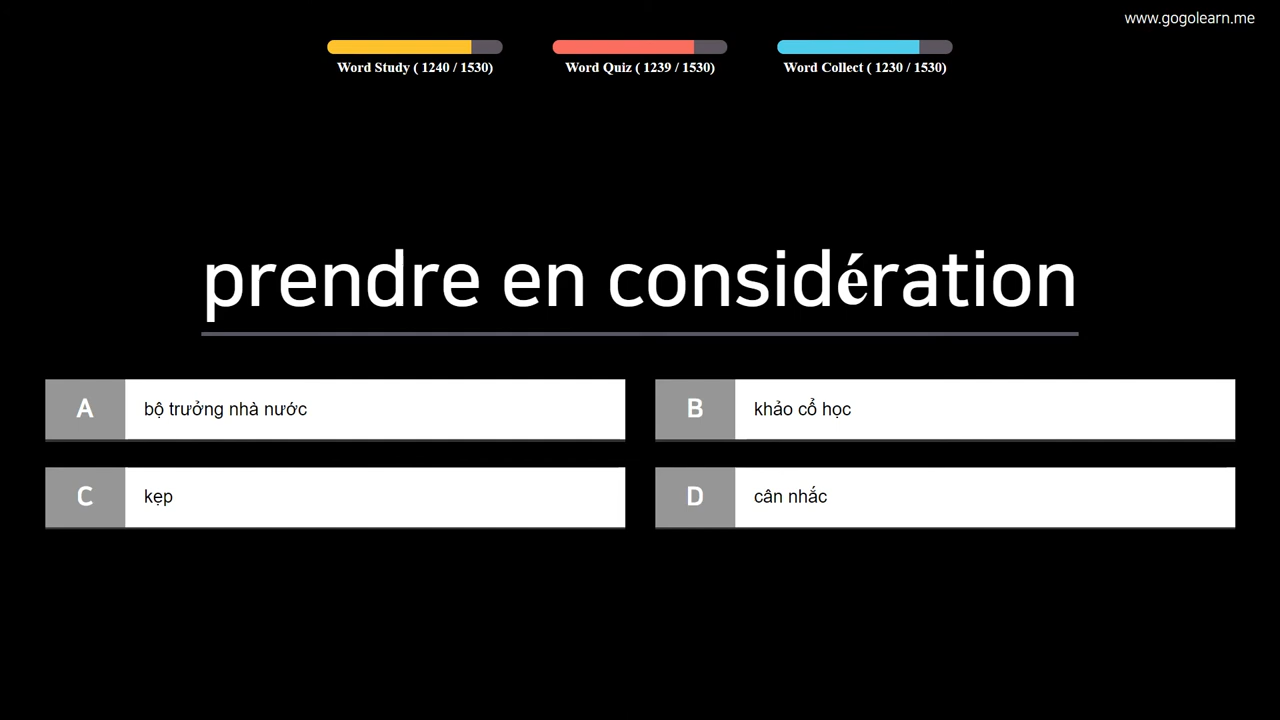 www.gogolearn.me
Word Study ( 1240 / 1530)
Word Quiz ( 1239 / 1530)
Word Collect ( 1230 / 1530)
prendre en considération
A
bộ trưởng nhà nước
B
khảo cổ học
C
kẹp
D
cân nhắc